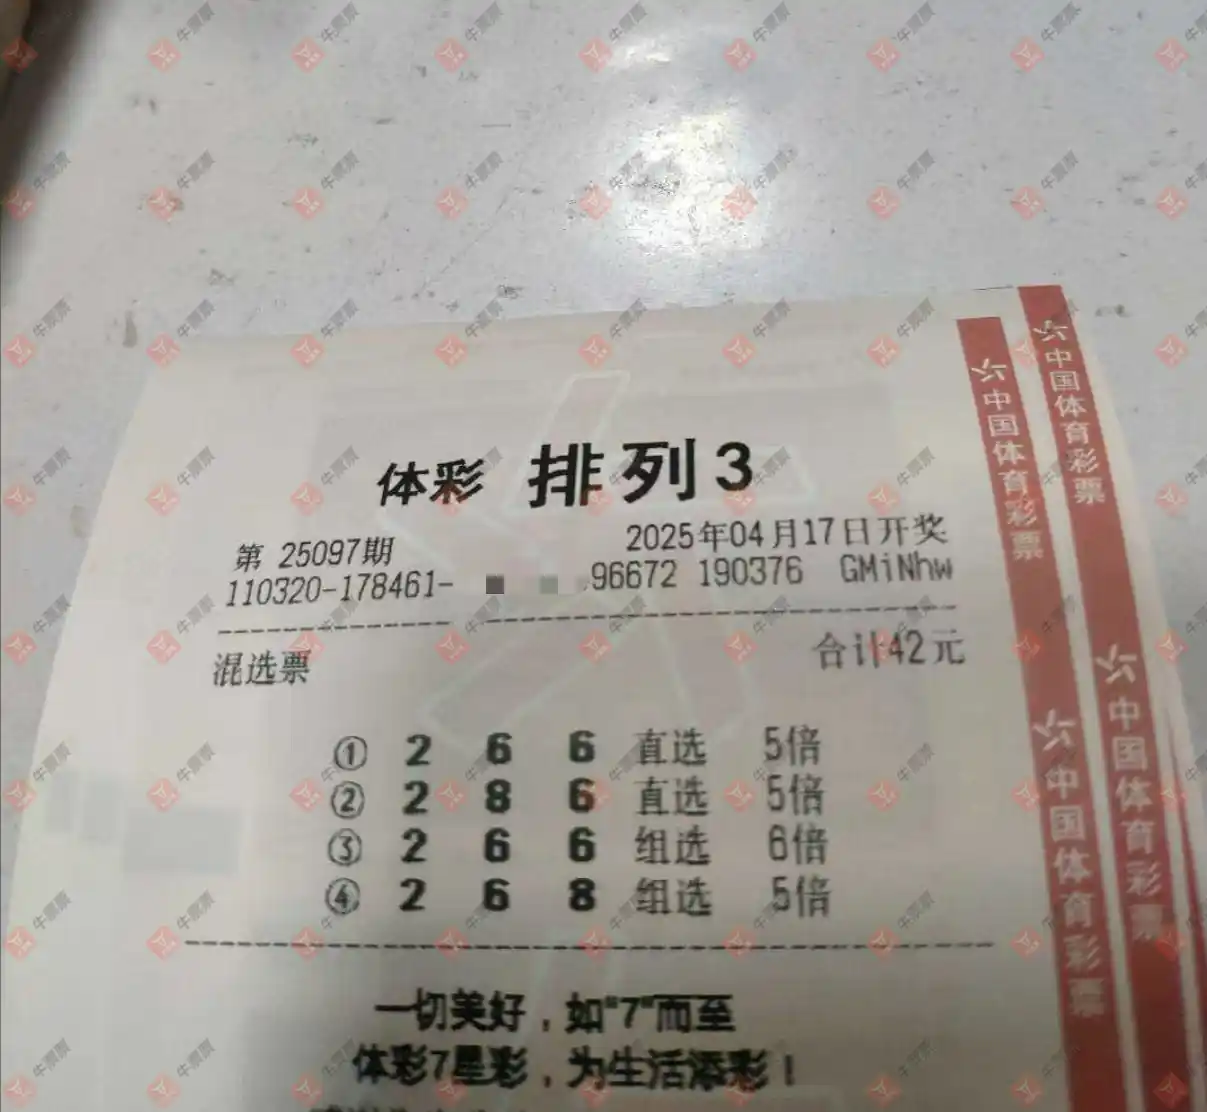 体彩 排列3
第 25097期 2025年04月17日开奖
110320-178461- 96672 190376 GMiNhw
混选票 合计42元
① 2 6 6 直选 5倍
② 2 8 6 直选 5倍
③ 2 6 6 组选 6倍
④ 2 6 8 组选 5倍
一切美好，如"7"而至
体彩7星彩，为生活添彩！
中国体育彩票
中国体育彩票
中国体育彩票
中国体育彩票
牛票票